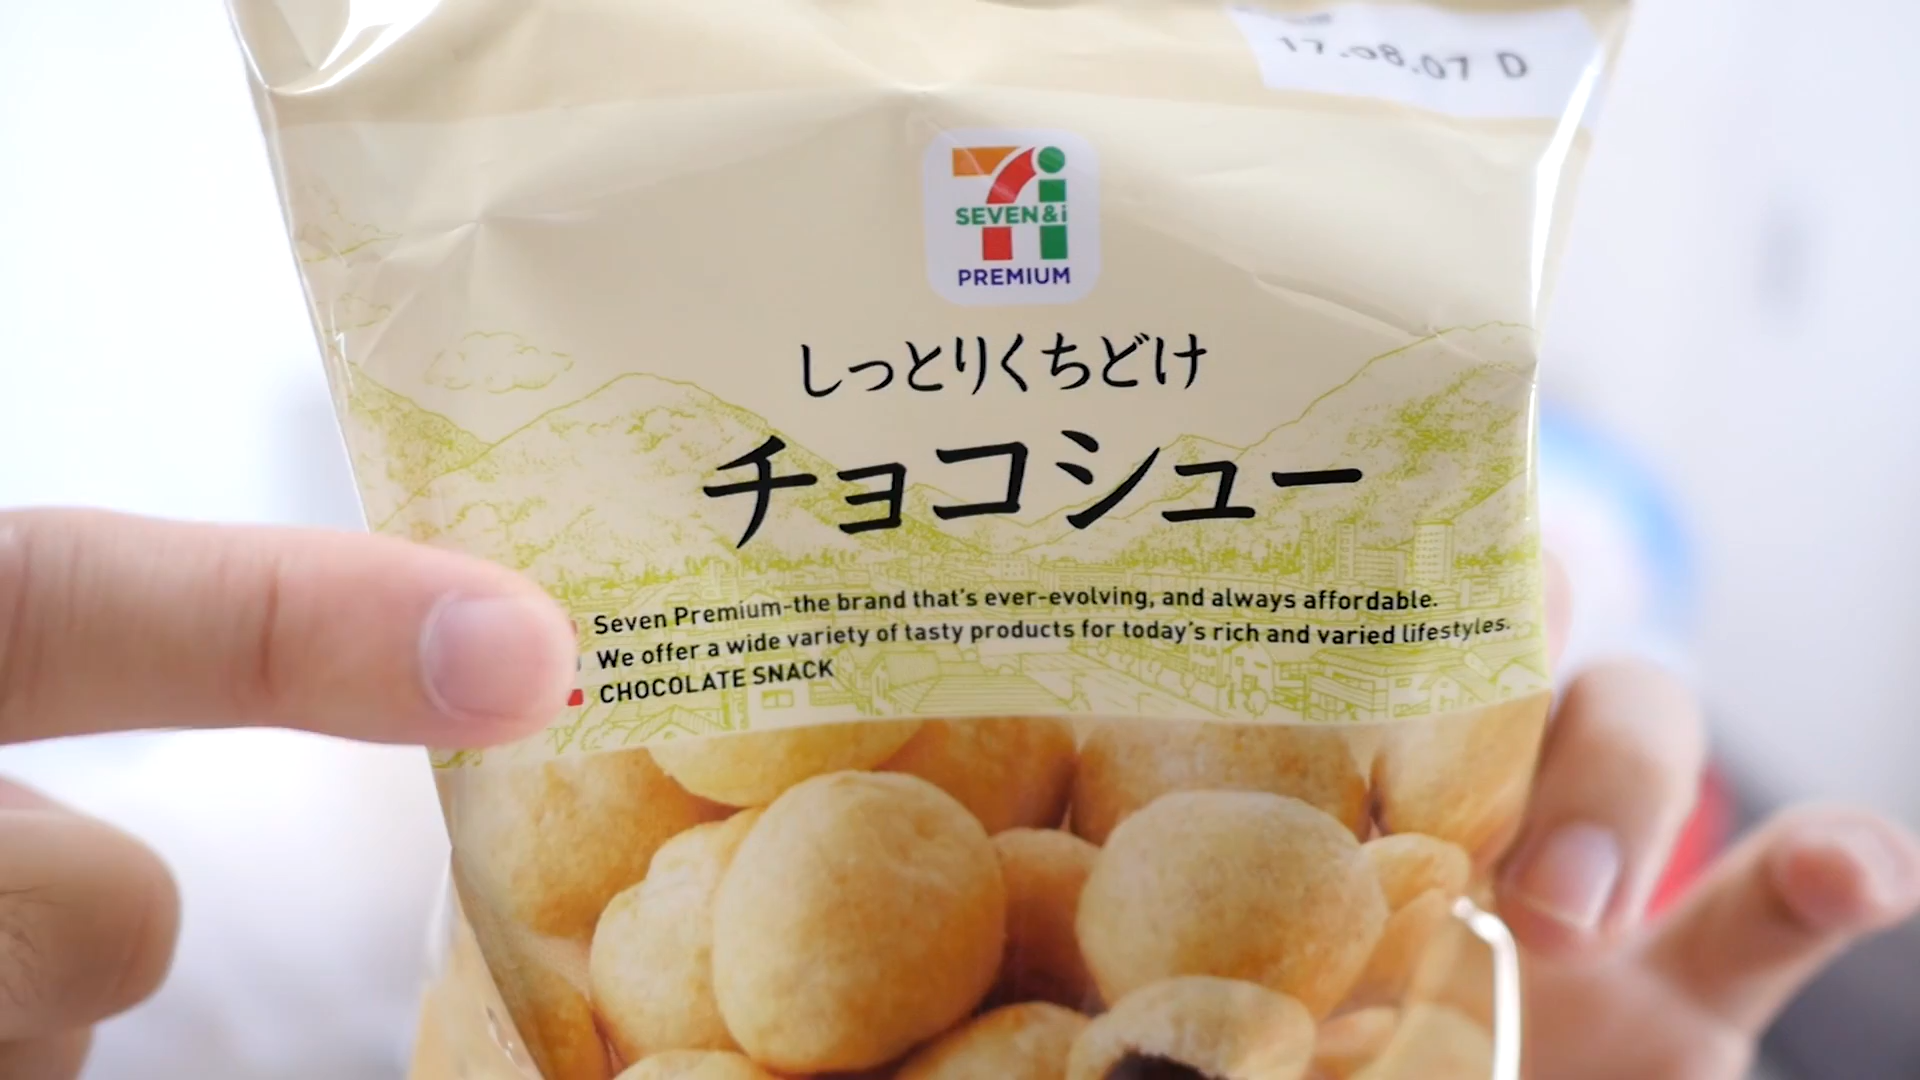 17.08.07 D
SEVEN&i
PREMIUM
しっとりくちどけ
チョコシュー
Seven Premium-the brand that's ever-evolving, and always affordable.
We offer a wide variety of tasty products for today's rich and varied lifestyles.
CHOCOLATE SNACK